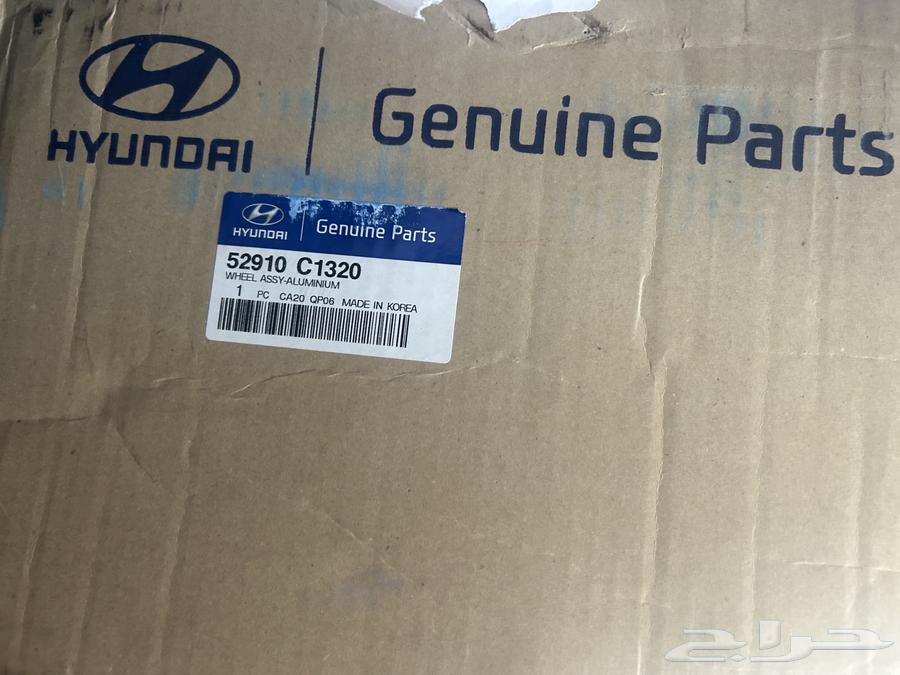 HYUNDAI
Genuine Parts
HYUNDAI
Genuine Parts
52910 C1320
WHEEL ASSY-ALUMINIUM
1 PC CA20 QP06 MADE IN KOREA
حراج